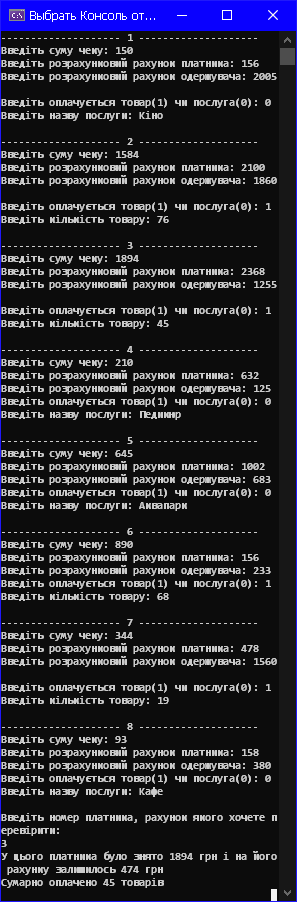 Выбрать Консоль от...
-------------------- 1 --------------------
Введіть суму чеку: 150
Введіть розрахунковий рахунок платника: 156
Введіть розрахунковий рахунок одержувача: 2005
Введіть оплачується товар(1) чи послуга(0): 0
Введіть назву послуги: Кіно
-------------------- 2 --------------------
Введіть суму чеку: 1584
Введіть розрахунковий рахунок платника: 2100
Введіть розрахунковий рахунок одержувача: 1860
Введіть оплачується товар(1) чи послуга(0): 1
Введіть кількість товару: 76
-------------------- 3 --------------------
Введіть суму чеку: 1894
Введіть розрахунковий рахунок платника: 2368
Введіть розрахунковий рахунок одержувача: 1255
Введіть оплачується товар(1) чи послуга(0): 1
Введіть кількість товару: 45
-------------------- 4 --------------------
Введіть суму чеку: 210
Введіть розрахунковий рахунок платника: 632
Введіть розрахунковий рахунок одержувача: 125
Введіть оплачується товар(1) чи послуга(0): 0
Введіть назву послуги: Педикюр
-------------------- 5 --------------------
Введіть суму чеку: 645
Введіть розрахунковий рахунок платника: 1002
Введіть розрахунковий рахунок одержувача: 683
Введіть оплачується товар(1) чи послуга(0): 0
Введіть назву послуги: Аквапарк
-------------------- 6 --------------------
Введіть суму чеку: 890
Введіть розрахунковий рахунок платника: 156
Введіть розрахунковий рахунок одержувача: 233
Введіть оплачується товар(1) чи послуга(0): 1
Введіть кількість товару: 68
-------------------- 7 --------------------
Введіть суму чеку: 344
Введіть розрахунковий рахунок платника: 478
Введіть розрахунковий рахунок одержувача: 1560
Введіть оплачується товар(1) чи послуга(0): 1
Введіть кількість товару: 19
-------------------- 8 --------------------
Введіть суму чеку: 93
Введіть розрахунковий рахунок платника: 158
Введіть розрахунковий рахунок одержувача: 380
Введіть оплачується товар(1) чи послуга(0): 0
Введіть назву послуги: Кафе
Введіть номер платника, рахунок якого хочете п
еревірити:
3
У цього платника було знято 1894 грн і на його
рахунку залишилось 474 грн
Сумарно оплачено 45 товарів